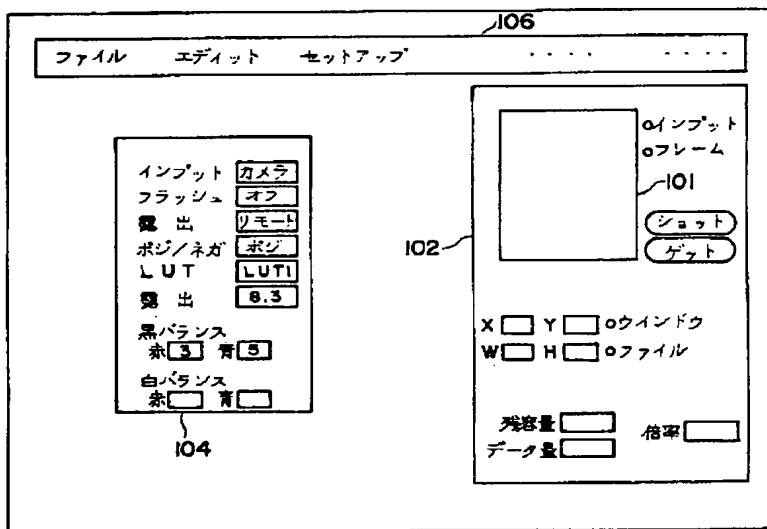 106
ファイル エディット セットアップ ・・・・ ・・・・
インプット カメラ
フラッシュ オフ
露出 リモート
ポジ/ネガ ポジ
LUT LUT1
露出 8.3
黒バランス
赤 3 青 5
白バランス
赤 青
104
インプット
フレーム
101
102
ショット
ゲット
X Y ウインドウ
W H ファイル
残容量
データ量
倍率